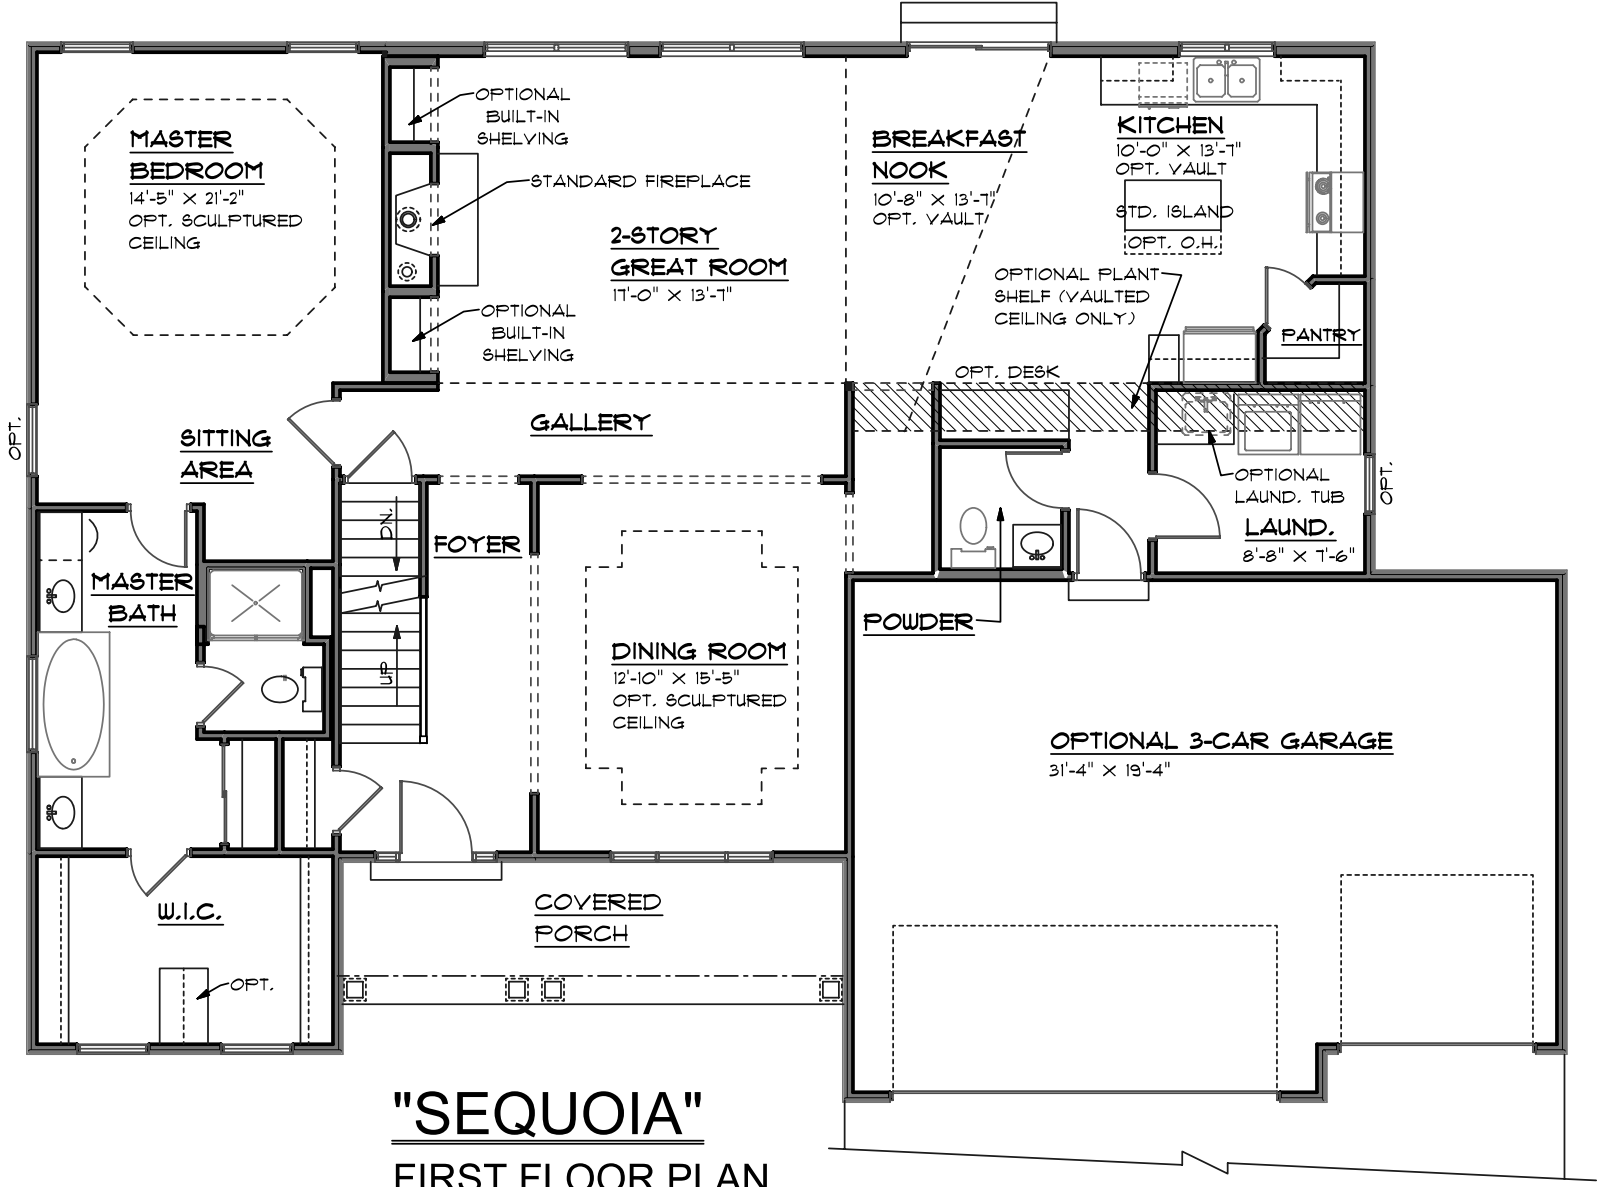 MASTER
BEDROOM
14'-5" X 21'-2"
OPT. SCULPTURED
CEILING
OPTIONAL
BUILT-IN
SHELVING
STANDARD FIREPLACE
2-STORY
GREAT ROOM
17'-0" X 13'-7"
OPTIONAL
BUILT-IN
SHELVING
BREAKFAST
NOOK
10'-8" X 13'-7"
OPT. VAULT
KITCHEN
10'-0" X 13'-7"
OPT. VAULT
STD. ISLAND
OPT. O.H.
OPTIONAL PLANT
SHELF (VAULTED
CEILING ONLY)
PANTRY
OPT. DESK
OPT.
SITTING
AREA
GALLERY
OPTIONAL
LAUND. TUB
LAUND.
8'-8" X 7'-6"
OPT.
DN.
FOYER
MASTER
BATH
UP
POWDER
DINING ROOM
12'-10" X 15'-5"
OPT. SCULPTURED
CEILING
OPTIONAL 3-CAR GARAGE
31'-4" X 19'-4"
W.I.C.
OPT.
COVERED
PORCH
"SEQUOIA"
FIRST FLOOR PLAN